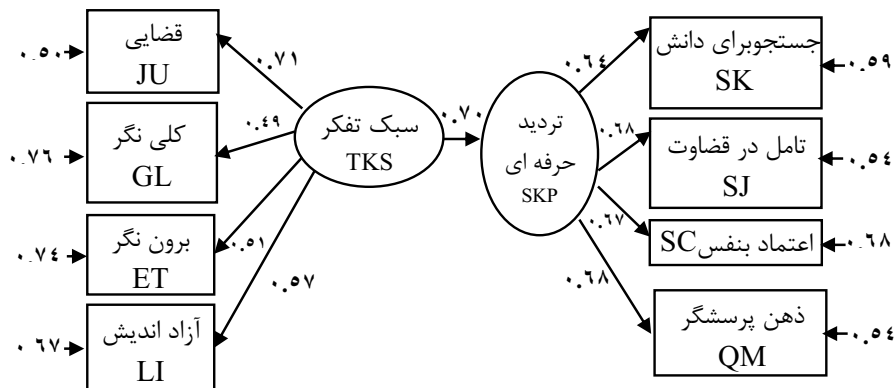 قضایی
JU
۰.۵۰
۰.۷۱
کلی نگر
GL
۰.۷۶
۰.۴۹
برون نگر
ET
۰.۷۴
۰.۵۱
آزاد اندیش
LI
۰.۶۷
۰.۵۷
سبک تفکر
TKS
۰.۷۰
تردید
حرفه ای
SKP
۰.۶۴
جستجوبرای دانش
SK
۰.۵۹
۰.۶۸
تامل در قضاوت
SJ
۰.۵٤
۰.۶۷
اعتماد بنفس SC
۰.۶۸
۰.۶۸
ذهن پرسشگر
QM
۰.۵٤